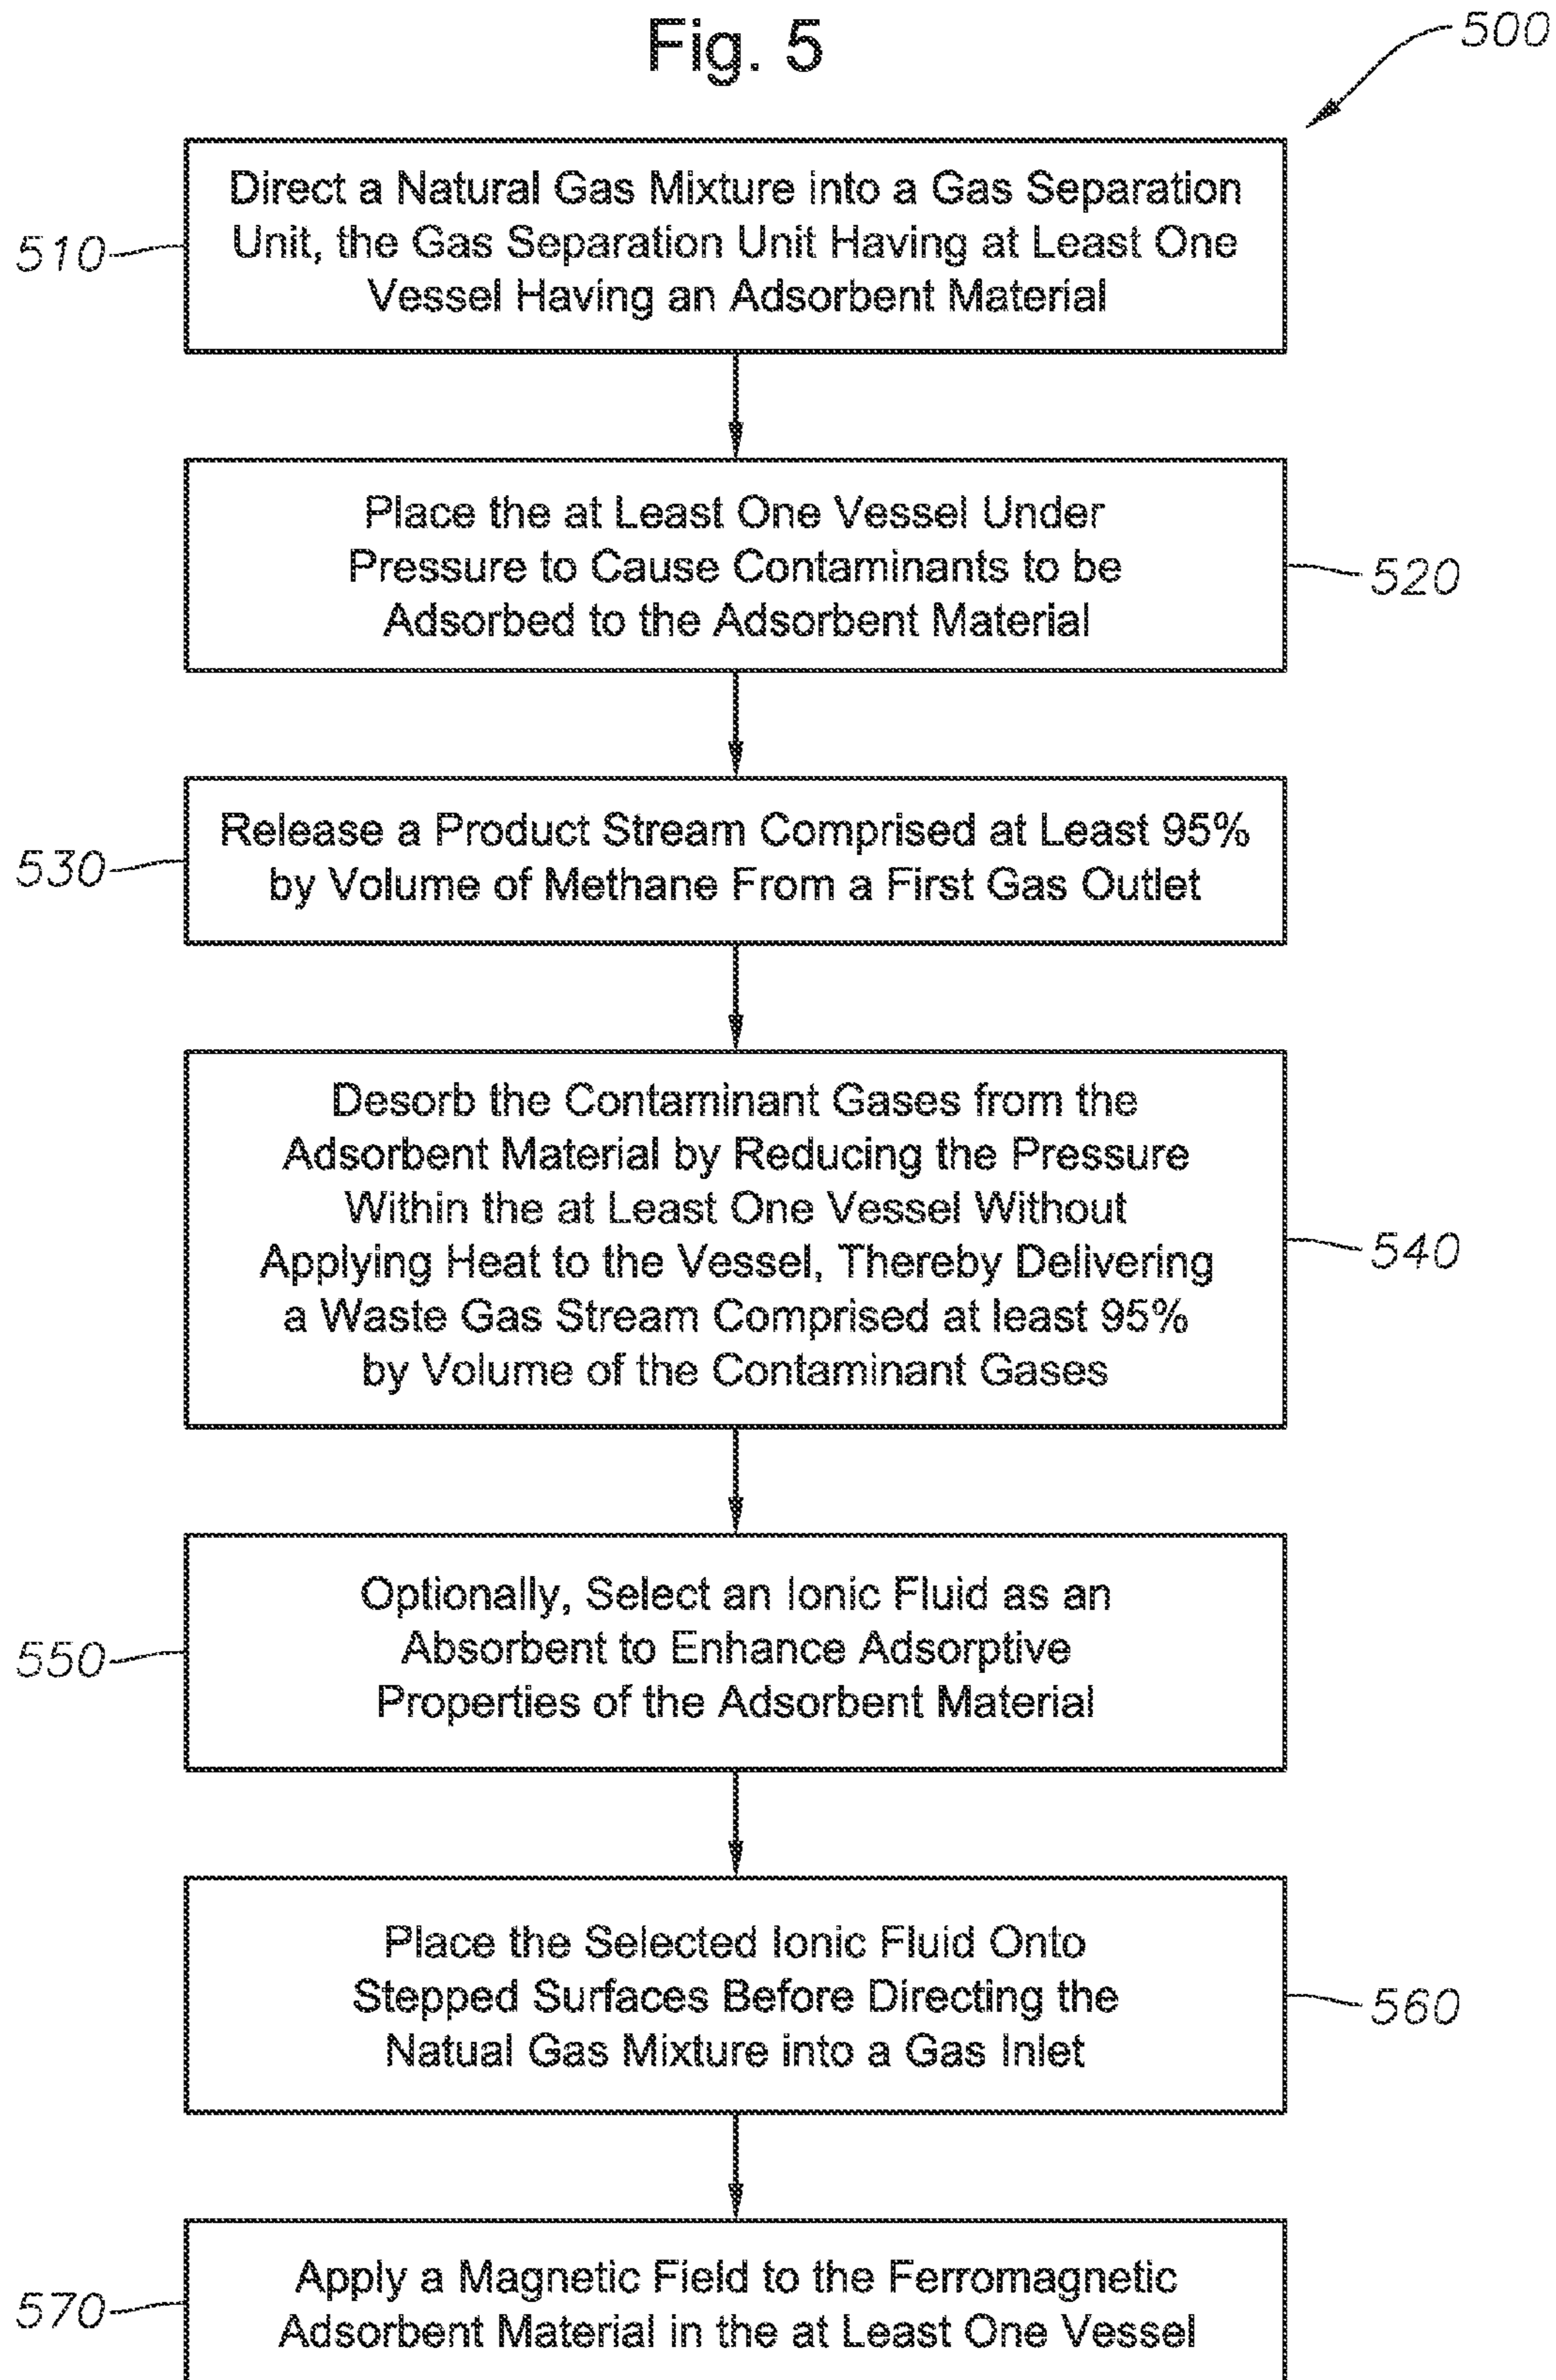 Fig. 5
500
Direct a Natural Gas Mixture into a Gas Separation
Unit, the Gas Separation Unit Having at Least One
Vessel Having an Adsorbent Material
510
Place the at Least One Vessel Under
Pressure to Cause Contaminants to be
Adsorbed to the Adsorbent Material
520
Release a Product Stream Comprised at Least 95%
by Volume of Methane From a First Gas Outlet
530
Desorb the Contaminant Gases from the
Adsorbent Material by Reducing the Pressure
Within the at Least One Vessel Without
Applying Heat to the Vessel, Thereby Delivering
a Waste Gas Stream Comprised at least 95%
by Volume of the Contaminant Gases
540
Optionally, Select an Ionic Fluid as an
Absorbent to Enhance Adsorptive
Properties of the Adsorbent Material
550
Place the Selected Ionic Fluid Onto
Stepped Surfaces Before Directing the
Natual Gas Mixture into a Gas Inlet
560
Apply a Magnetic Field to the Ferromagnetic
Adsorbent Material in the at Least One Vessel
570